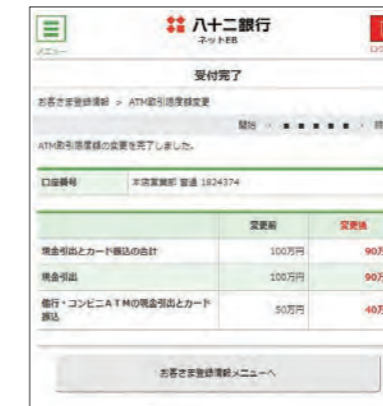 メニュー
八十二銀行
ネットEB
受付完了
お客さま登録情報 > ATM取引限度額変更
開始
ATM取引限度額の変更を完了しました。
口座番号 本店営業部 普通 1824374
変更前 変更後
現金引出とカード振込の合計 100万円 90万
現金引出 100万円 90万
他行・コンビニATMの現金引出とカード
振込 50万円 40万
お客さま登録情報メニューへ